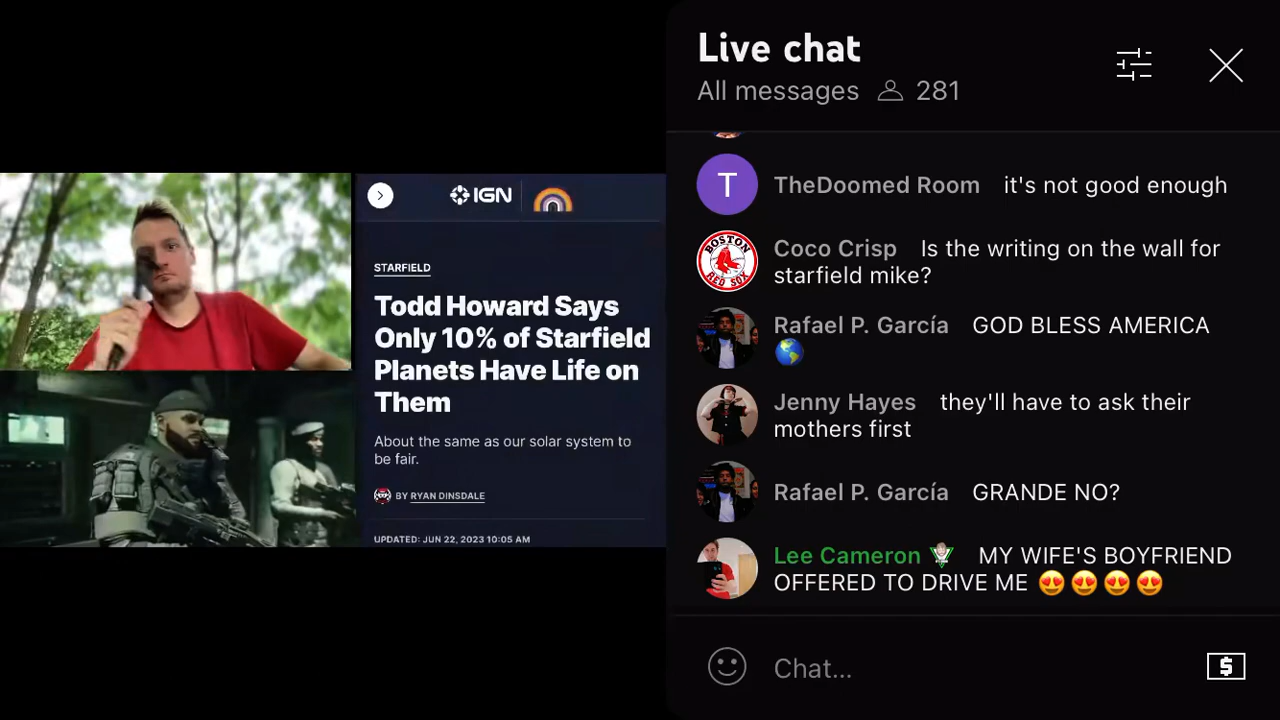 IGN
STARFIELD
Todd Howard Says
Only 10% of Starfield
Planets Have Life on
Them
About the same as our solar system to
be fair.
BY RYAN DINSDALE
UPDATED: JUN 22, 2023 10:05 AM
Live chat
All messages 281
T TheDoomed Room it's not good enough
BOSTON
RED SOX
Coco Crisp Is the writing on the wall for
starfield mike?
Rafael P. García GOD BLESS AMERICA
🌎
Jenny Hayes they'll have to ask their
mothers first
Rafael P. García GRANDE NO?
Lee Cameron MY WIFE'S BOYFRIEND
OFFERED TO DRIVE ME 😍😍😍😍
Chat...
$